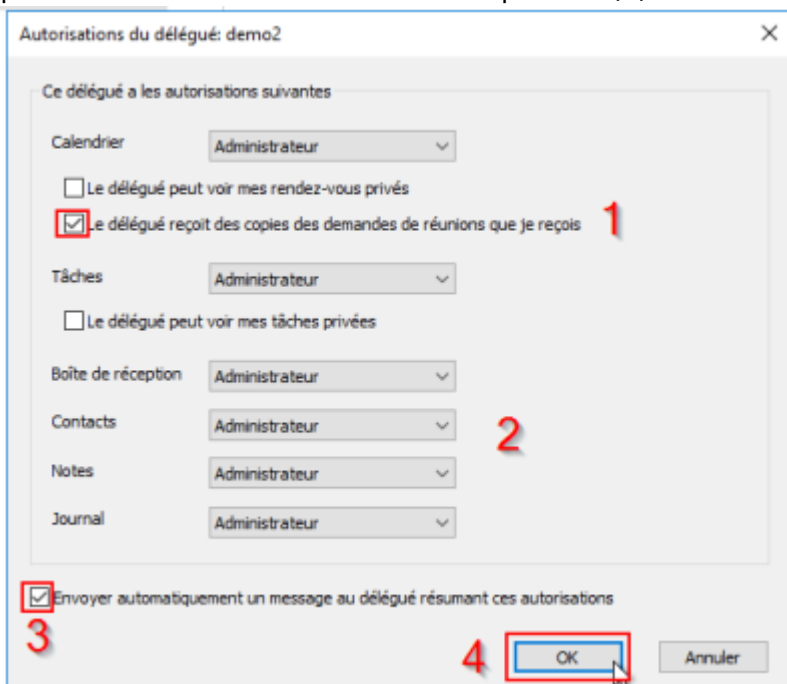 Autorisations du délégué: demo2
Ce délégué a les autorisations suivantes
Calendrier Administrateur
Le délégué peut voir mes rendez-vous privés
Le délégué reçoit des copies des demandes de réunions que je reçois 1
Tâches Administrateur
Le délégué peut voir mes tâches privées
Boîte de réception Administrateur
Contacts Administrateur
2
Notes Administrateur
Journal Administrateur
Envoyer automatiquement un message au délégué résumant ces autorisations
3
4 OK Annuler